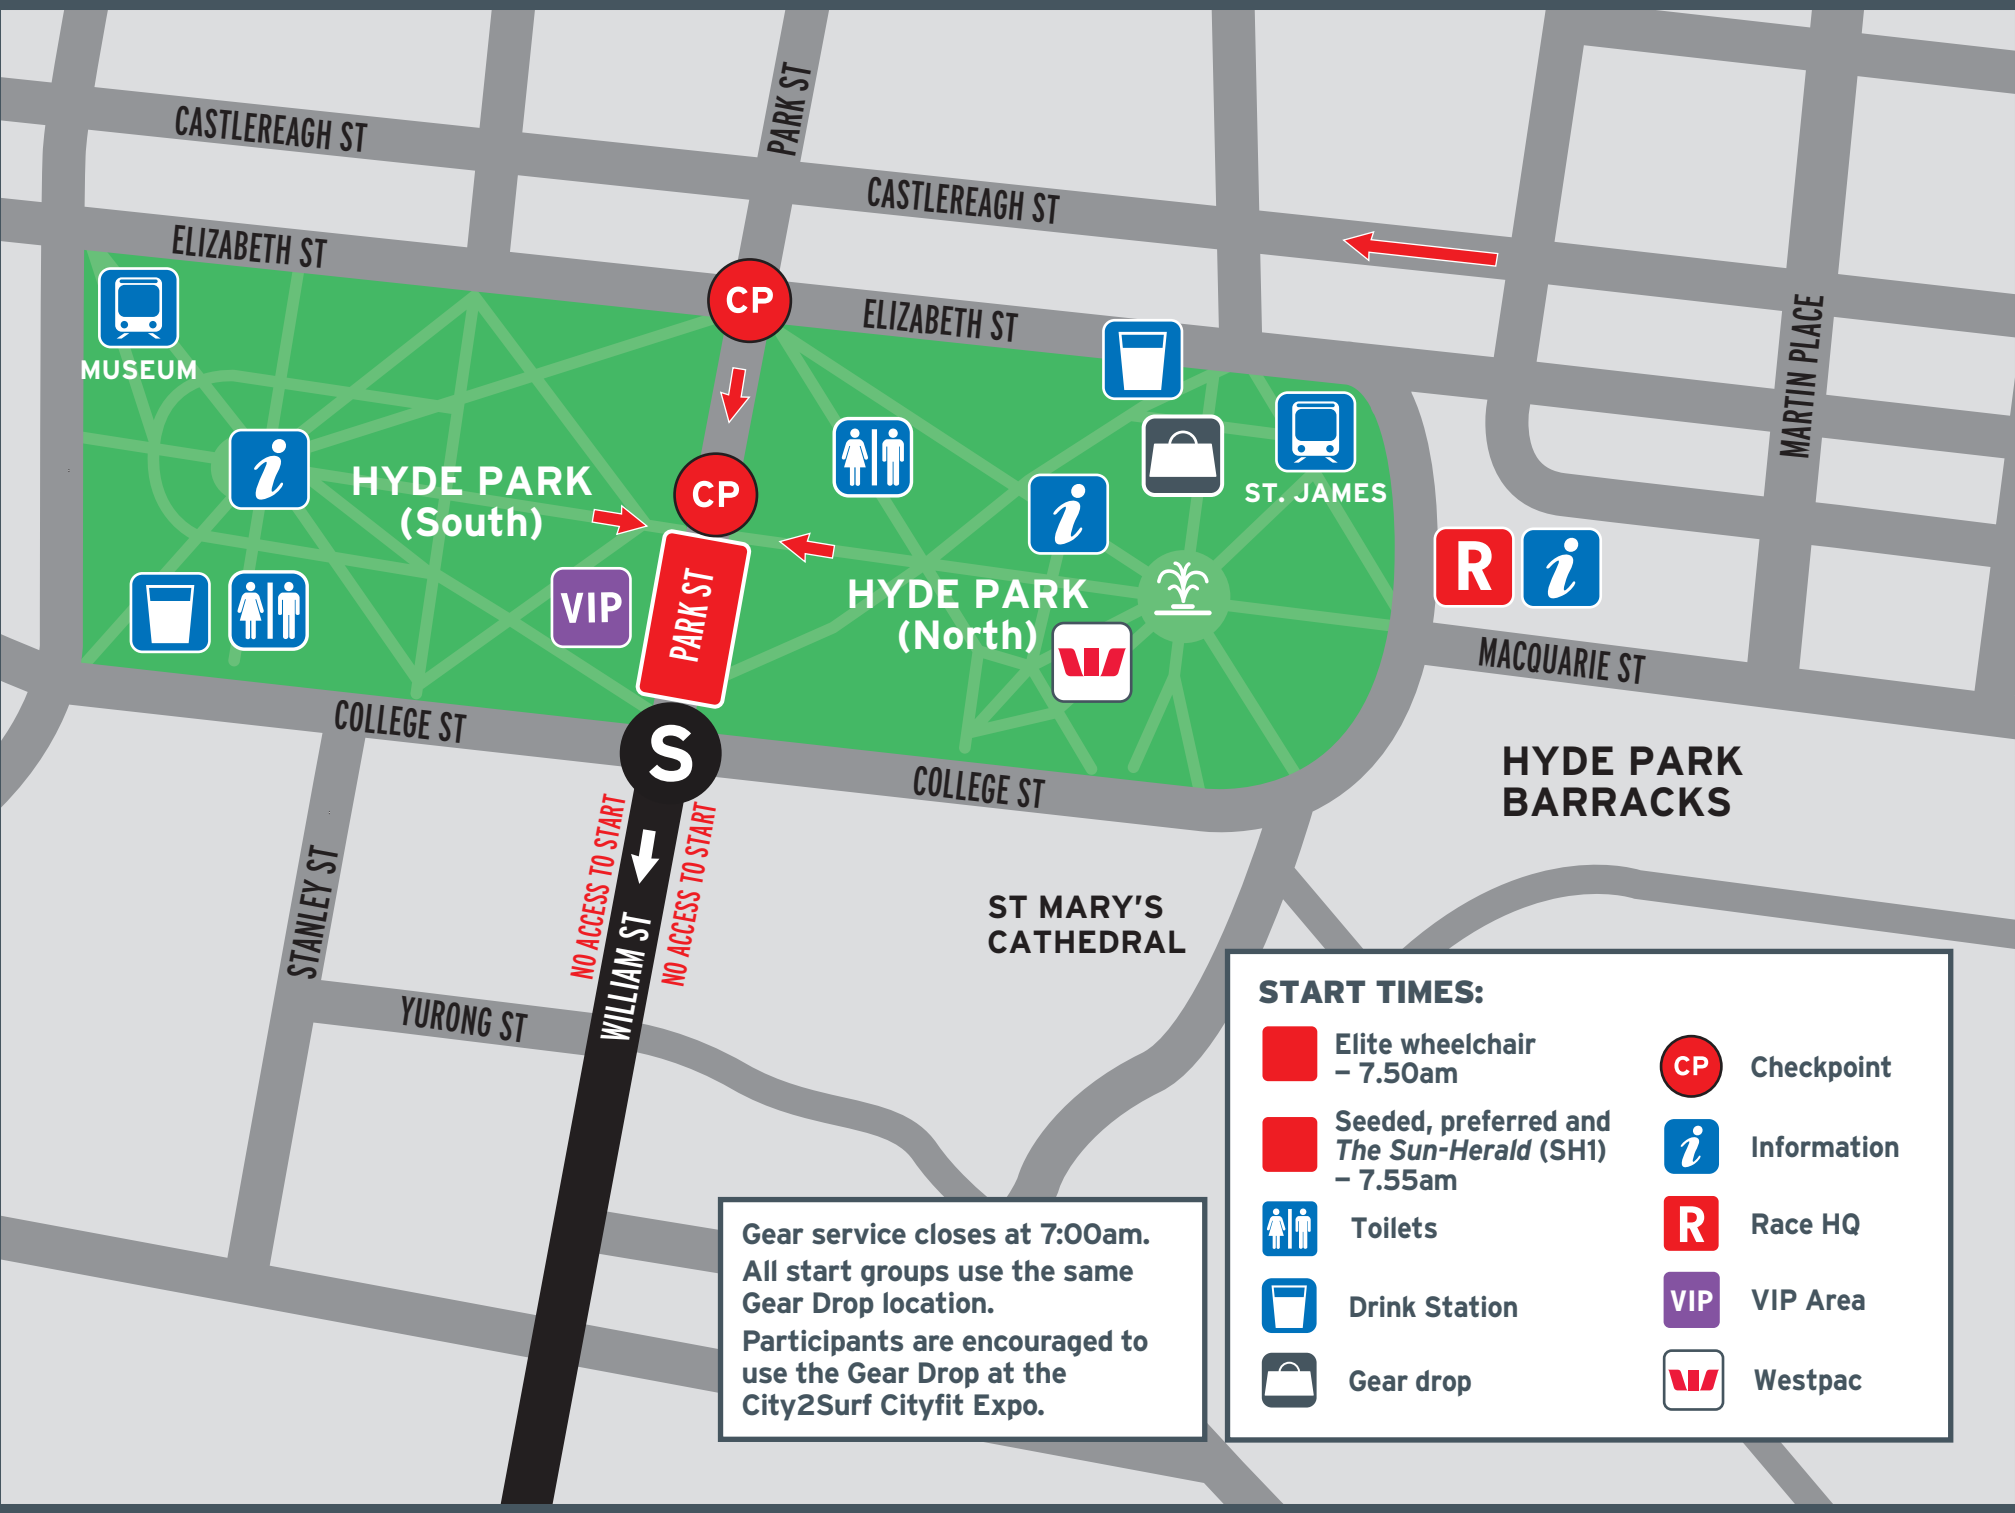 PARK ST
CASTLEREAGH ST
CASTLEREAGH ST
ELIZABETH ST
CP
ELIZABETH ST
MARTIN PLACE
MUSEUM
i
HYDE PARK
(South)
CP
i
ST. JAMES
R
i
VIP
PARK ST
HYDE PARK
(North)
MACQUARIE ST
COLLEGE ST
S
COLLEGE ST
HYDE PARK
BARRACKS
NO ACCESS TO START
NO ACCESS TO START
STANLEY ST
WILLIAM ST
ST MARY'S
CATHEDRAL
YURONG ST
START TIMES:
Elite wheelchair
– 7.50am
Seeded, preferred and
The Sun-Herald (SH1)
– 7.55am
Toilets
Drink Station
Gear drop
CP Checkpoint
i Information
R Race HQ
VIP VIP Area
Westpac
Gear service closes at 7:00am.
All start groups use the same
Gear Drop location.
Participants are encouraged to
use the Gear Drop at the
City2Surf Cityfit Expo.